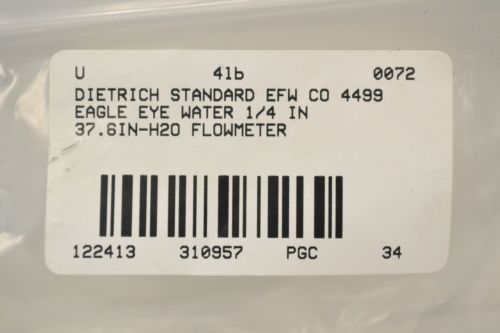 U 41b 0072
DIETRICH STANDARD EFW CO 4499
EAGLE EYE WATER 1/4 IN
37.6IN-H2O FLOWMETER
122413 310957 PGC 34